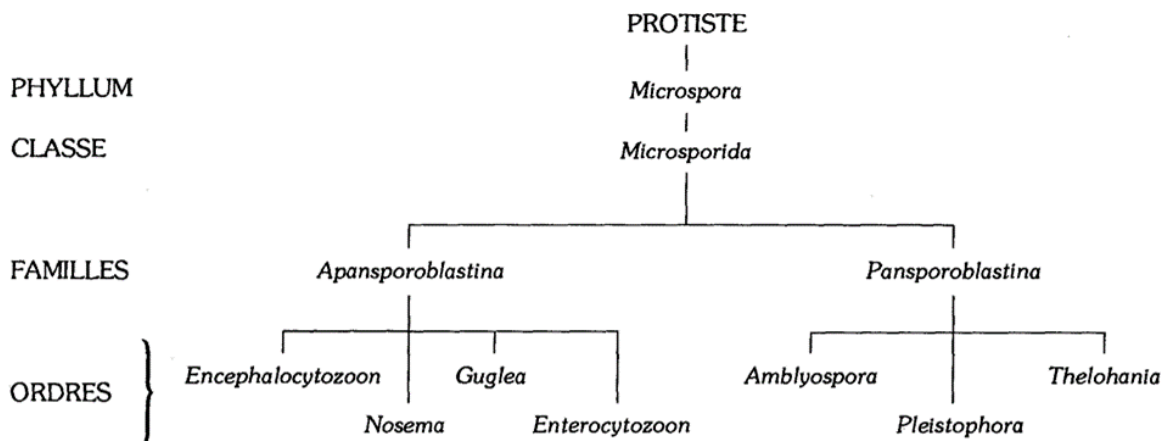 PROTISTE
PHYLLUM Microspora
CLASSE Microsporida
FAMILLES Apansporoblastina Pansporoblastina
Encephalocytozoon Guglea Amblyospora Thelohania
ORDRES
Nosema Enterocytozoon Pleistophora